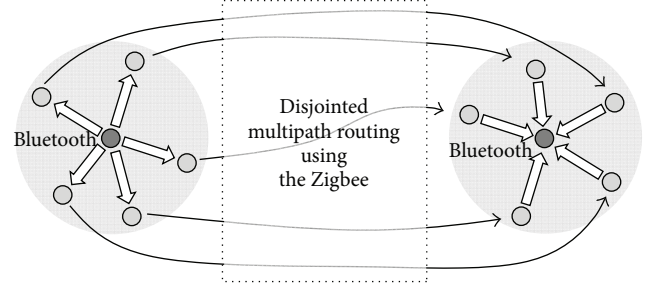 Bluetooth
Disjointed
multipath routing
using
the Zigbee
Bluetooth